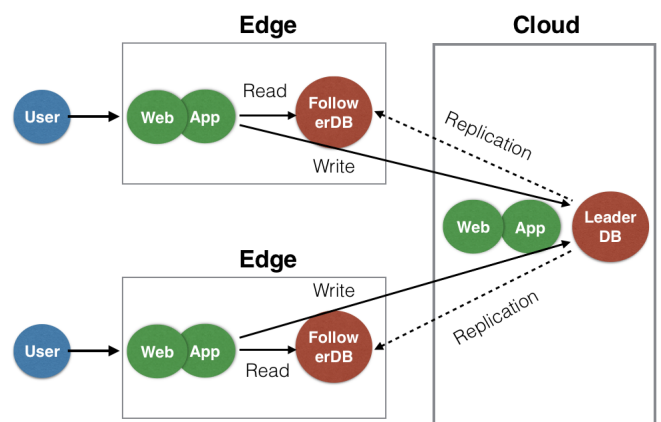 Edge
Cloud
User
Web
App
Read
Follow
erDB
Write
Replication
Web
App
Leader
DB
Edge
Write
User
Web
App
Read
Follow
erDB
Replication